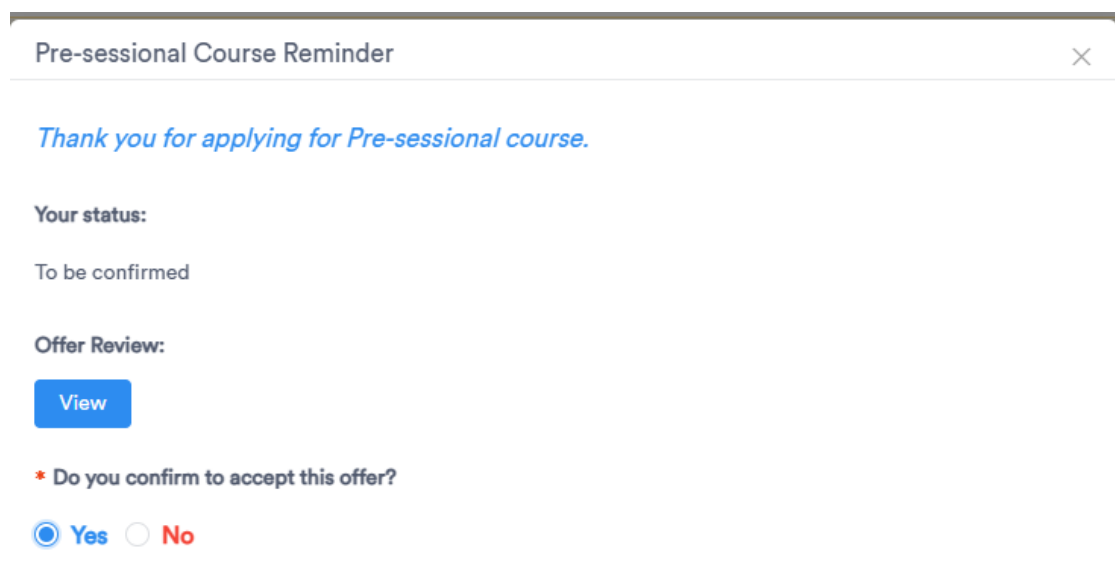 Pre-sessional Course Reminder
Thank you for applying for Pre-sessional course.
Your status:
To be confirmed
Offer Review:
View
* Do you confirm to accept this offer?
Yes No